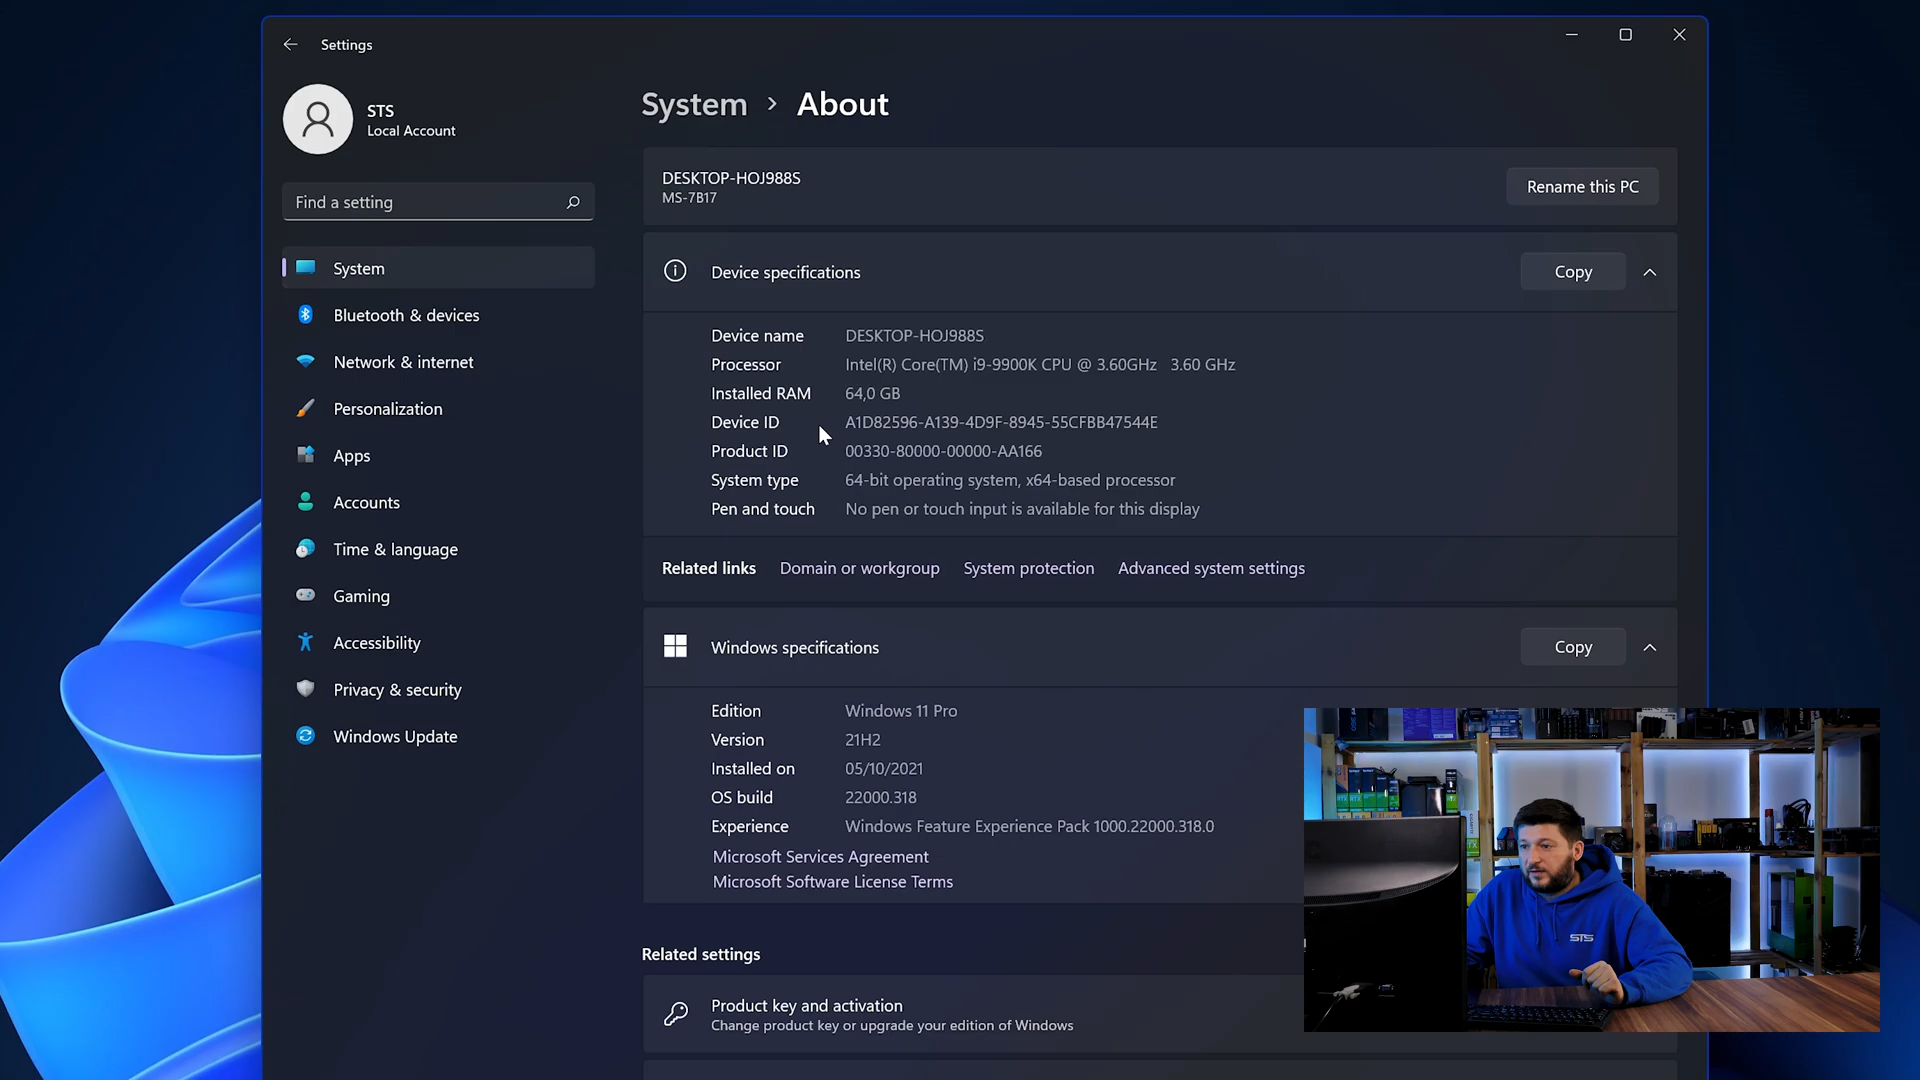 Settings
STS
Local Account
Find a setting
System
Bluetooth & devices
Network & internet
Personalization
Apps
Accounts
Time & language
Gaming
Accessibility
Privacy & security
Windows Update
System > About
DESKTOP-HOJ988S
MS-7B17
Rename this PC
Device specifications
Copy
Device name DESKTOP-HOJ988S
Processor Intel(R) Core(TM) i9-9900K CPU @ 3.60GHz 3.60 GHz
Installed RAM 64,0 GB
Device ID A1D82596-A139-4D9F-8945-55CFBB47544E
Product ID 00330-80000-00000-AA166
System type 64-bit operating system, x64-based processor
Pen and touch No pen or touch input is available for this display
Related links Domain or workgroup System protection Advanced system settings
Windows specifications
Copy
Edition Windows 11 Pro
Version 21H2
Installed on 05/10/2021
OS build 22000.318
Experience Windows Feature Experience Pack 1000.22000.318.0
Microsoft Services Agreement
Microsoft Software License Terms
Related settings
Product key and activation
Change product key or upgrade your edition of Windows
STS